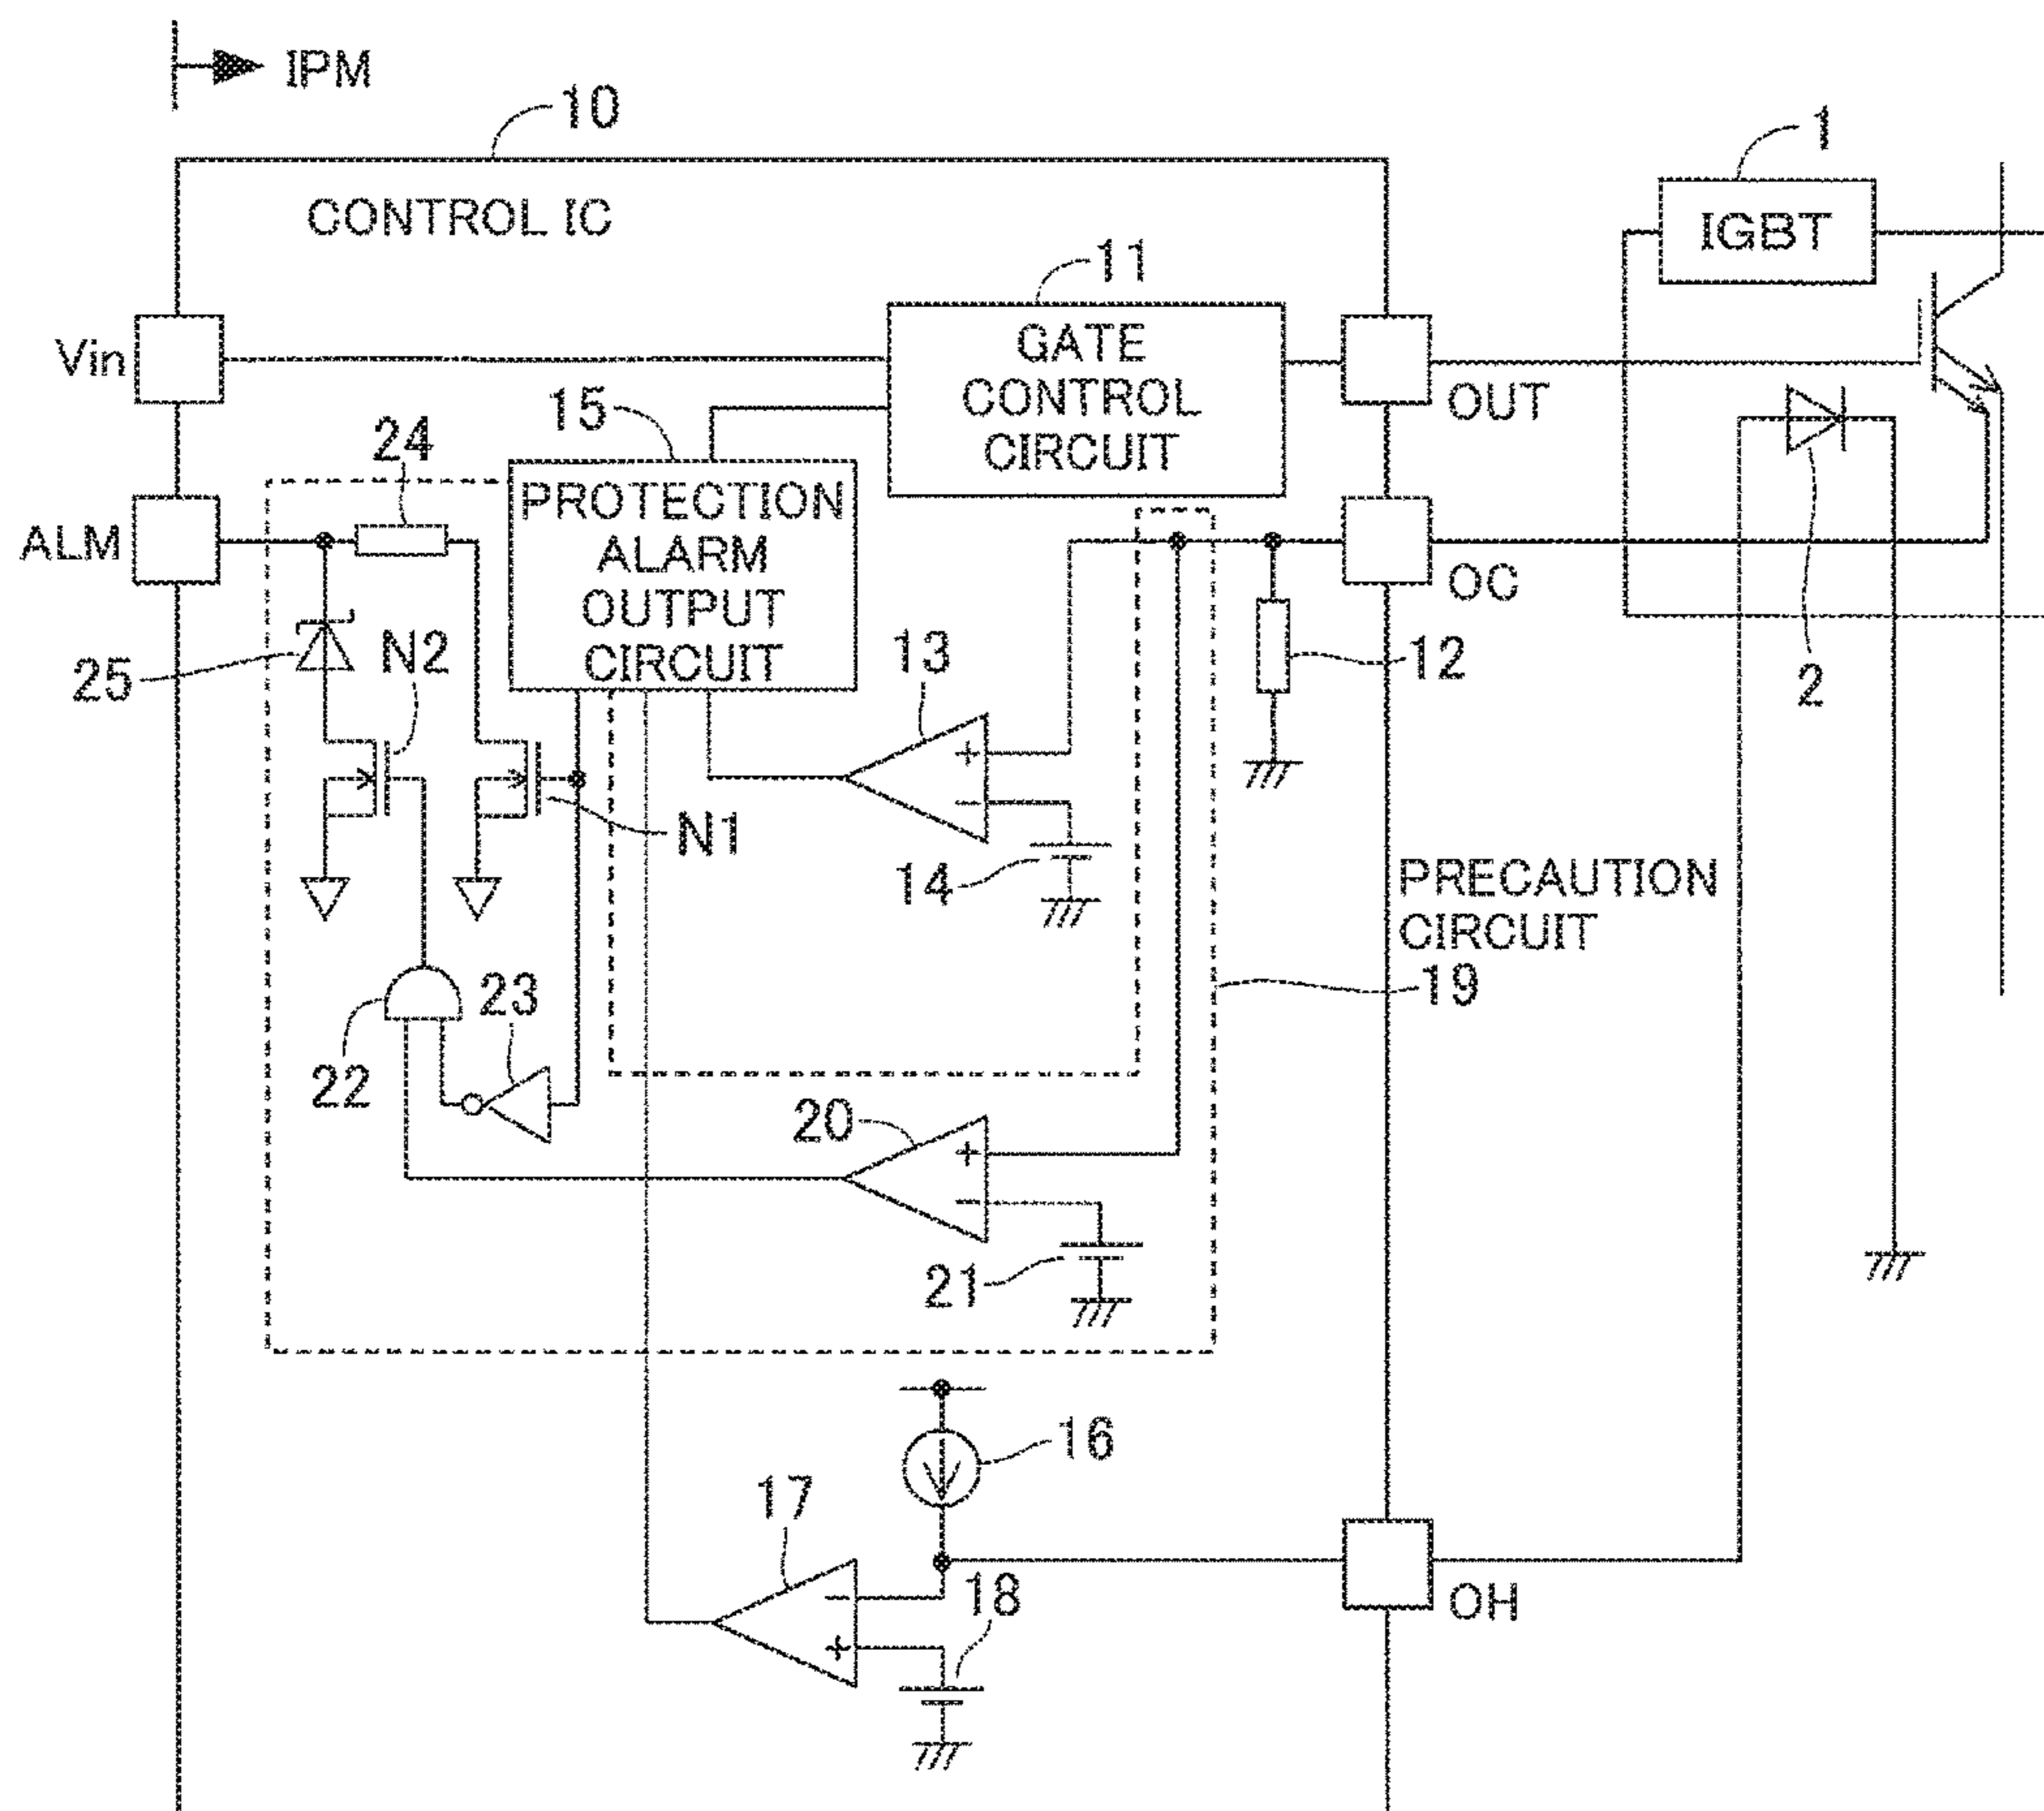 IPM
10
1
CONTROL IC
IGBT
11
Vin
GATE
CONTROL
CIRCUIT
OUT
15
24
PROTECTION
ALARM
OUTPUT
CIRCUIT
ALM
OC
N2
25
13
+
−
12
2
N1
14
PRECAUTION
CIRCUIT
19
23
22
20
+
−
21
16
17
−
+
18
OH